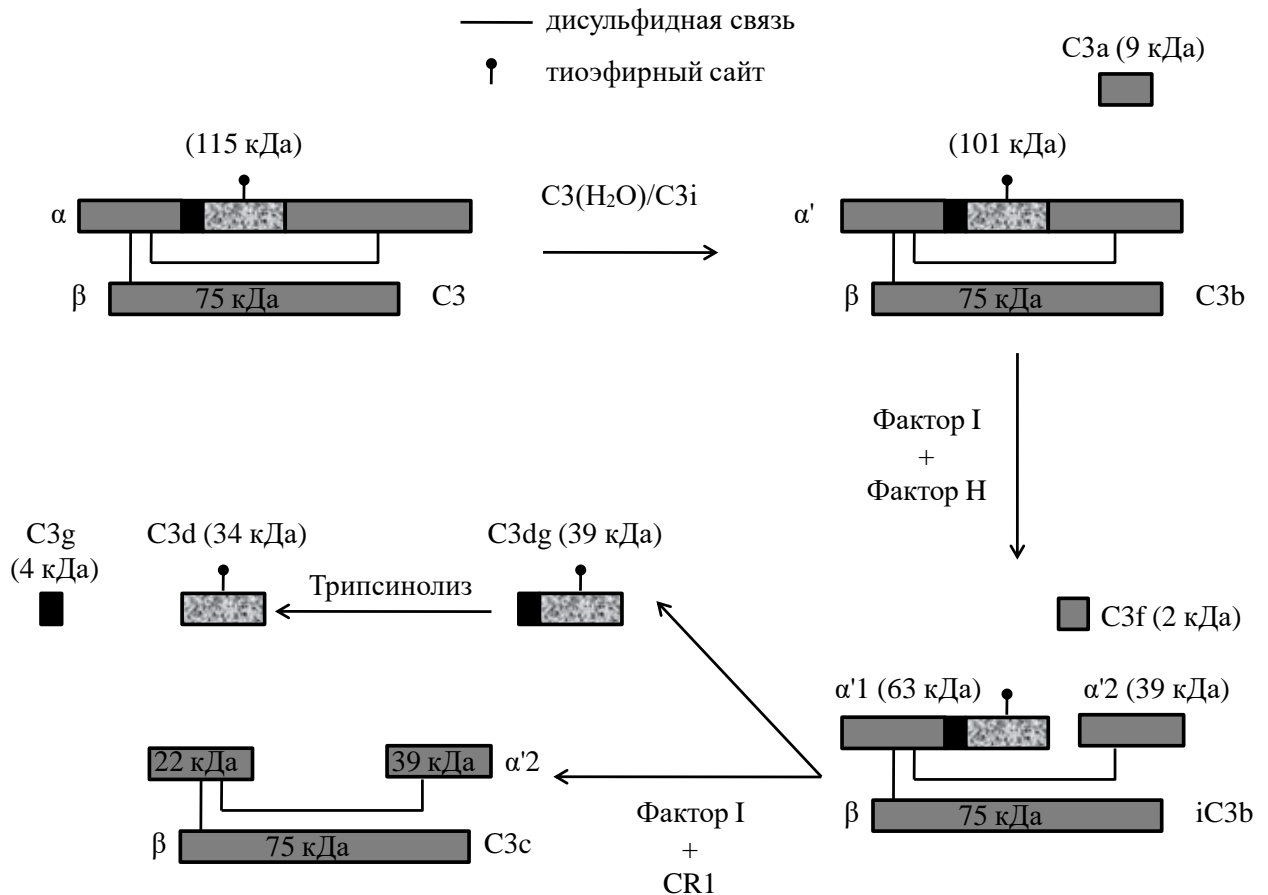 дисульфидная связь
тиоэфирный сайт
C3a (9 кДа)
(115 кДа)
α
β
75 кДа
C3
C3(H₂O)/C3i
(101 кДа)
α'
β
75 кДа
C3b
Фактор I
+
Фактор H
C3g
(4 кДа)
C3d (34 кДа)
Трипсинолиз
C3dg (39 кДа)
C3f (2 кДа)
α'1 (63 кДа)
α'2 (39 кДа)
β
75 кДа
iC3b
22 кДа
39 кДа
α'2
β
75 кДа
C3c
Фактор I
+
CR1